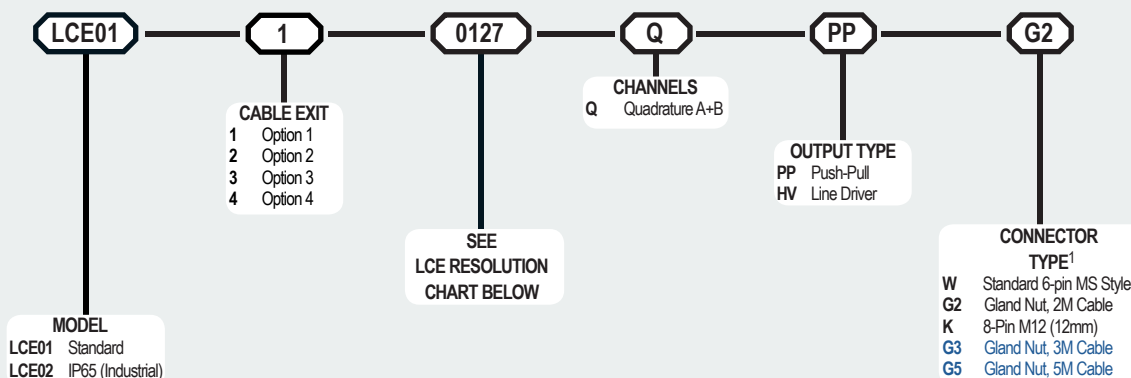 LCE01 1 0127 Q PP G2
CABLE EXIT
1 Option 1
2 Option 2
3 Option 3
4 Option 4
CHANNELS
Q Quadrature A+B
OUTPUT TYPE
PP Push-Pull
HV Line Driver
SEE
LCE RESOLUTION
CHART BELOW
MODEL
LCE01 Standard
LCE02 IP65 (Industrial)
CONNECTOR
TYPE1
W Standard 6-pin MS Style
G2 Gland Nut, 2M Cable
K 8-Pin M12 (12mm)
G3 Gland Nut, 3M Cable
G5 Gland Nut, 5M Cable